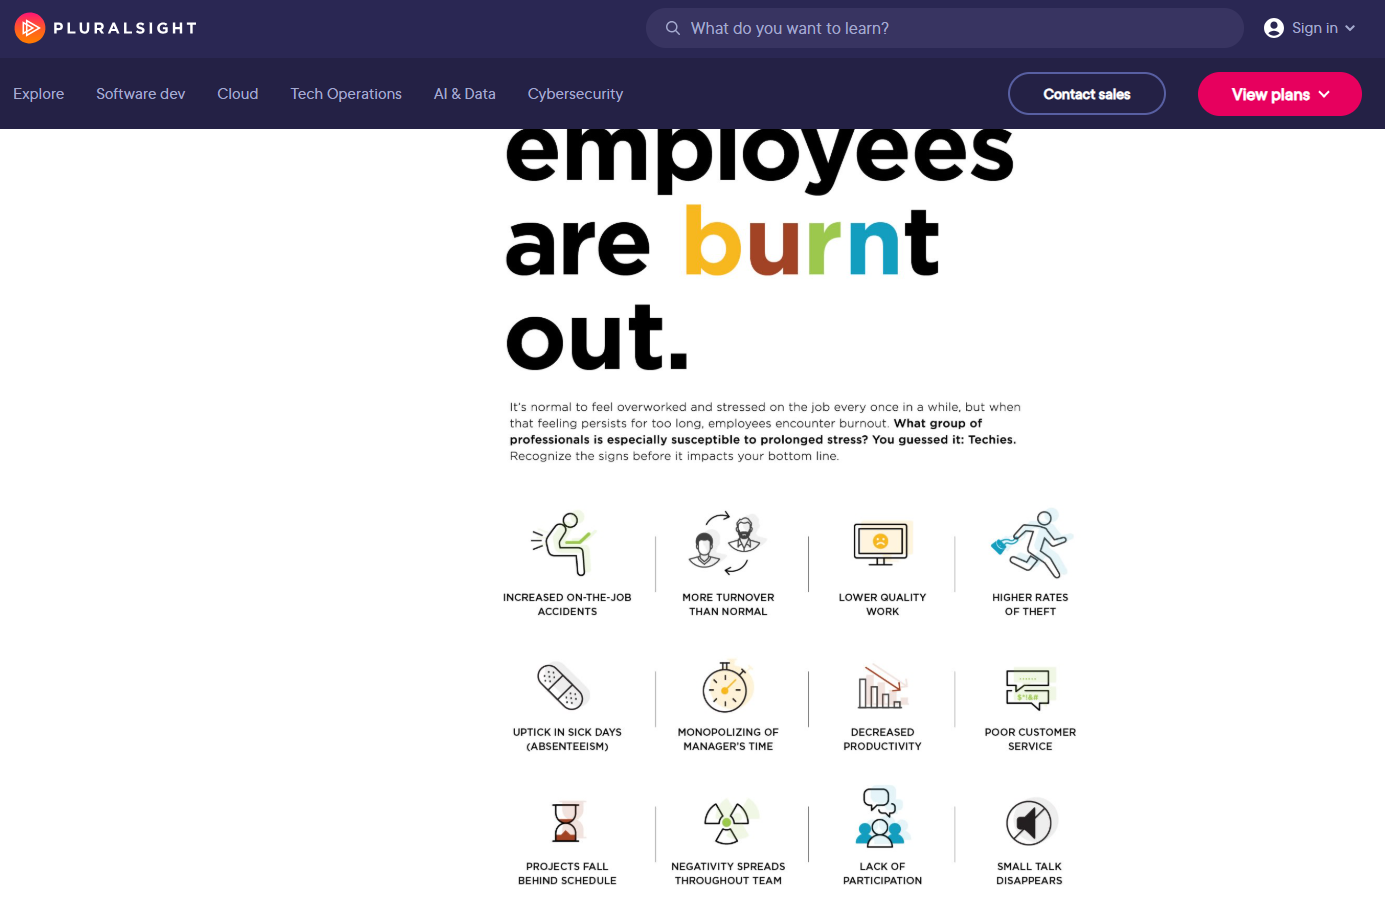 PLURALSIGHT
What do you want to learn?
Sign in
Explore
Software dev
Cloud
Tech Operations
AI & Data
Cybersecurity
Contact sales
View plans
employees
are burnt
out.
It's normal to feel overworked and stressed on the job every once in a while, but when
that feeling persists for too long, employees encounter burnout. What group of
professionals is especially susceptible to prolonged stress? You guessed it: Techies.
Recognize the signs before it impacts your bottom line.
INCREASED ON-THE-JOB
ACCIDENTS
MORE TURNOVER
THAN NORMAL
LOWER QUALITY
WORK
HIGHER RATES
OF THEFT
UPTICK IN SICK DAYS
(ABSENTEEISM)
MONOPOLIZING OF
MANAGER'S TIME
DECREASED
PRODUCTIVITY
$*!&#
POOR CUSTOMER
SERVICE
PROJECTS FALL
BEHIND SCHEDULE
NEGATIVITY SPREADS
THROUGHOUT TEAM
LACK OF
PARTICIPATION
SMALL TALK
DISAPPEARS